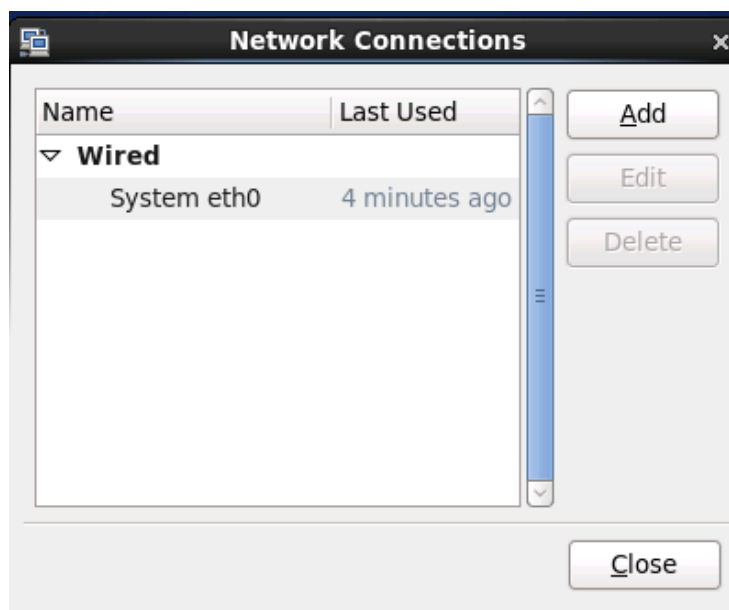 Network Connections
Name Last Used
Wired
System eth0 4 minutes ago
Add
Edit
Delete
Close